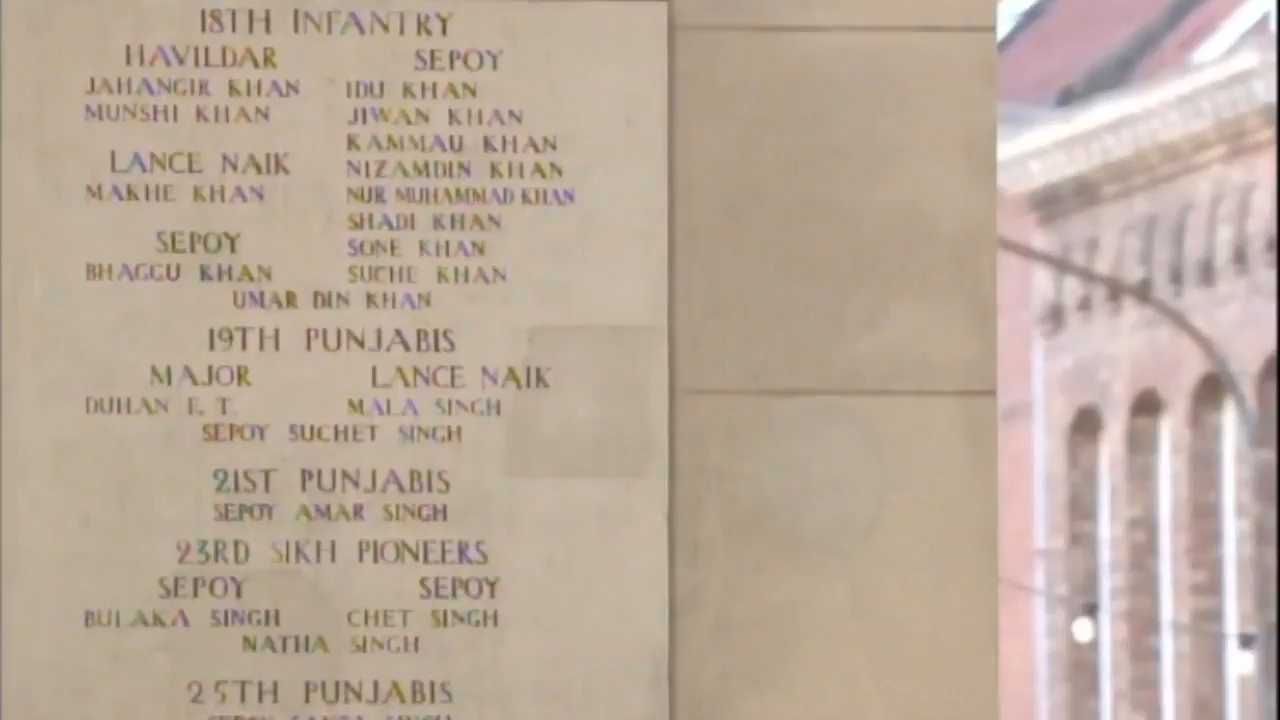 18TH INFANTRY
HAVILDAR
JAHANGIR KHAN
MUNSHI KHAN
LANCE NAIK
MAKHE KHAN
SEPOY
BHAGGU KHAN
SEPOY
IDU KHAN
JIWAN KHAN
KAMMAU KHAN
NIZAMDIN KHAN
NUR MUHAMMAD KHAN
SHADI KHAN
SONE KHAN
SUCHE KHAN
UMAR DIN KHAN
19TH PUNJABIS
MAJOR
DUHAN F. T.
LANCE NAIK
MALA SINGH
SEPOY SUCHET SINGH
21ST PUNJABIS
SEPOY AMAR SINGH
23RD SIKH PIONEERS
SEPOY
BULAKA SINGH
SEPOY
CHET SINGH
NATHA SINGH
25TH PUNJABIS